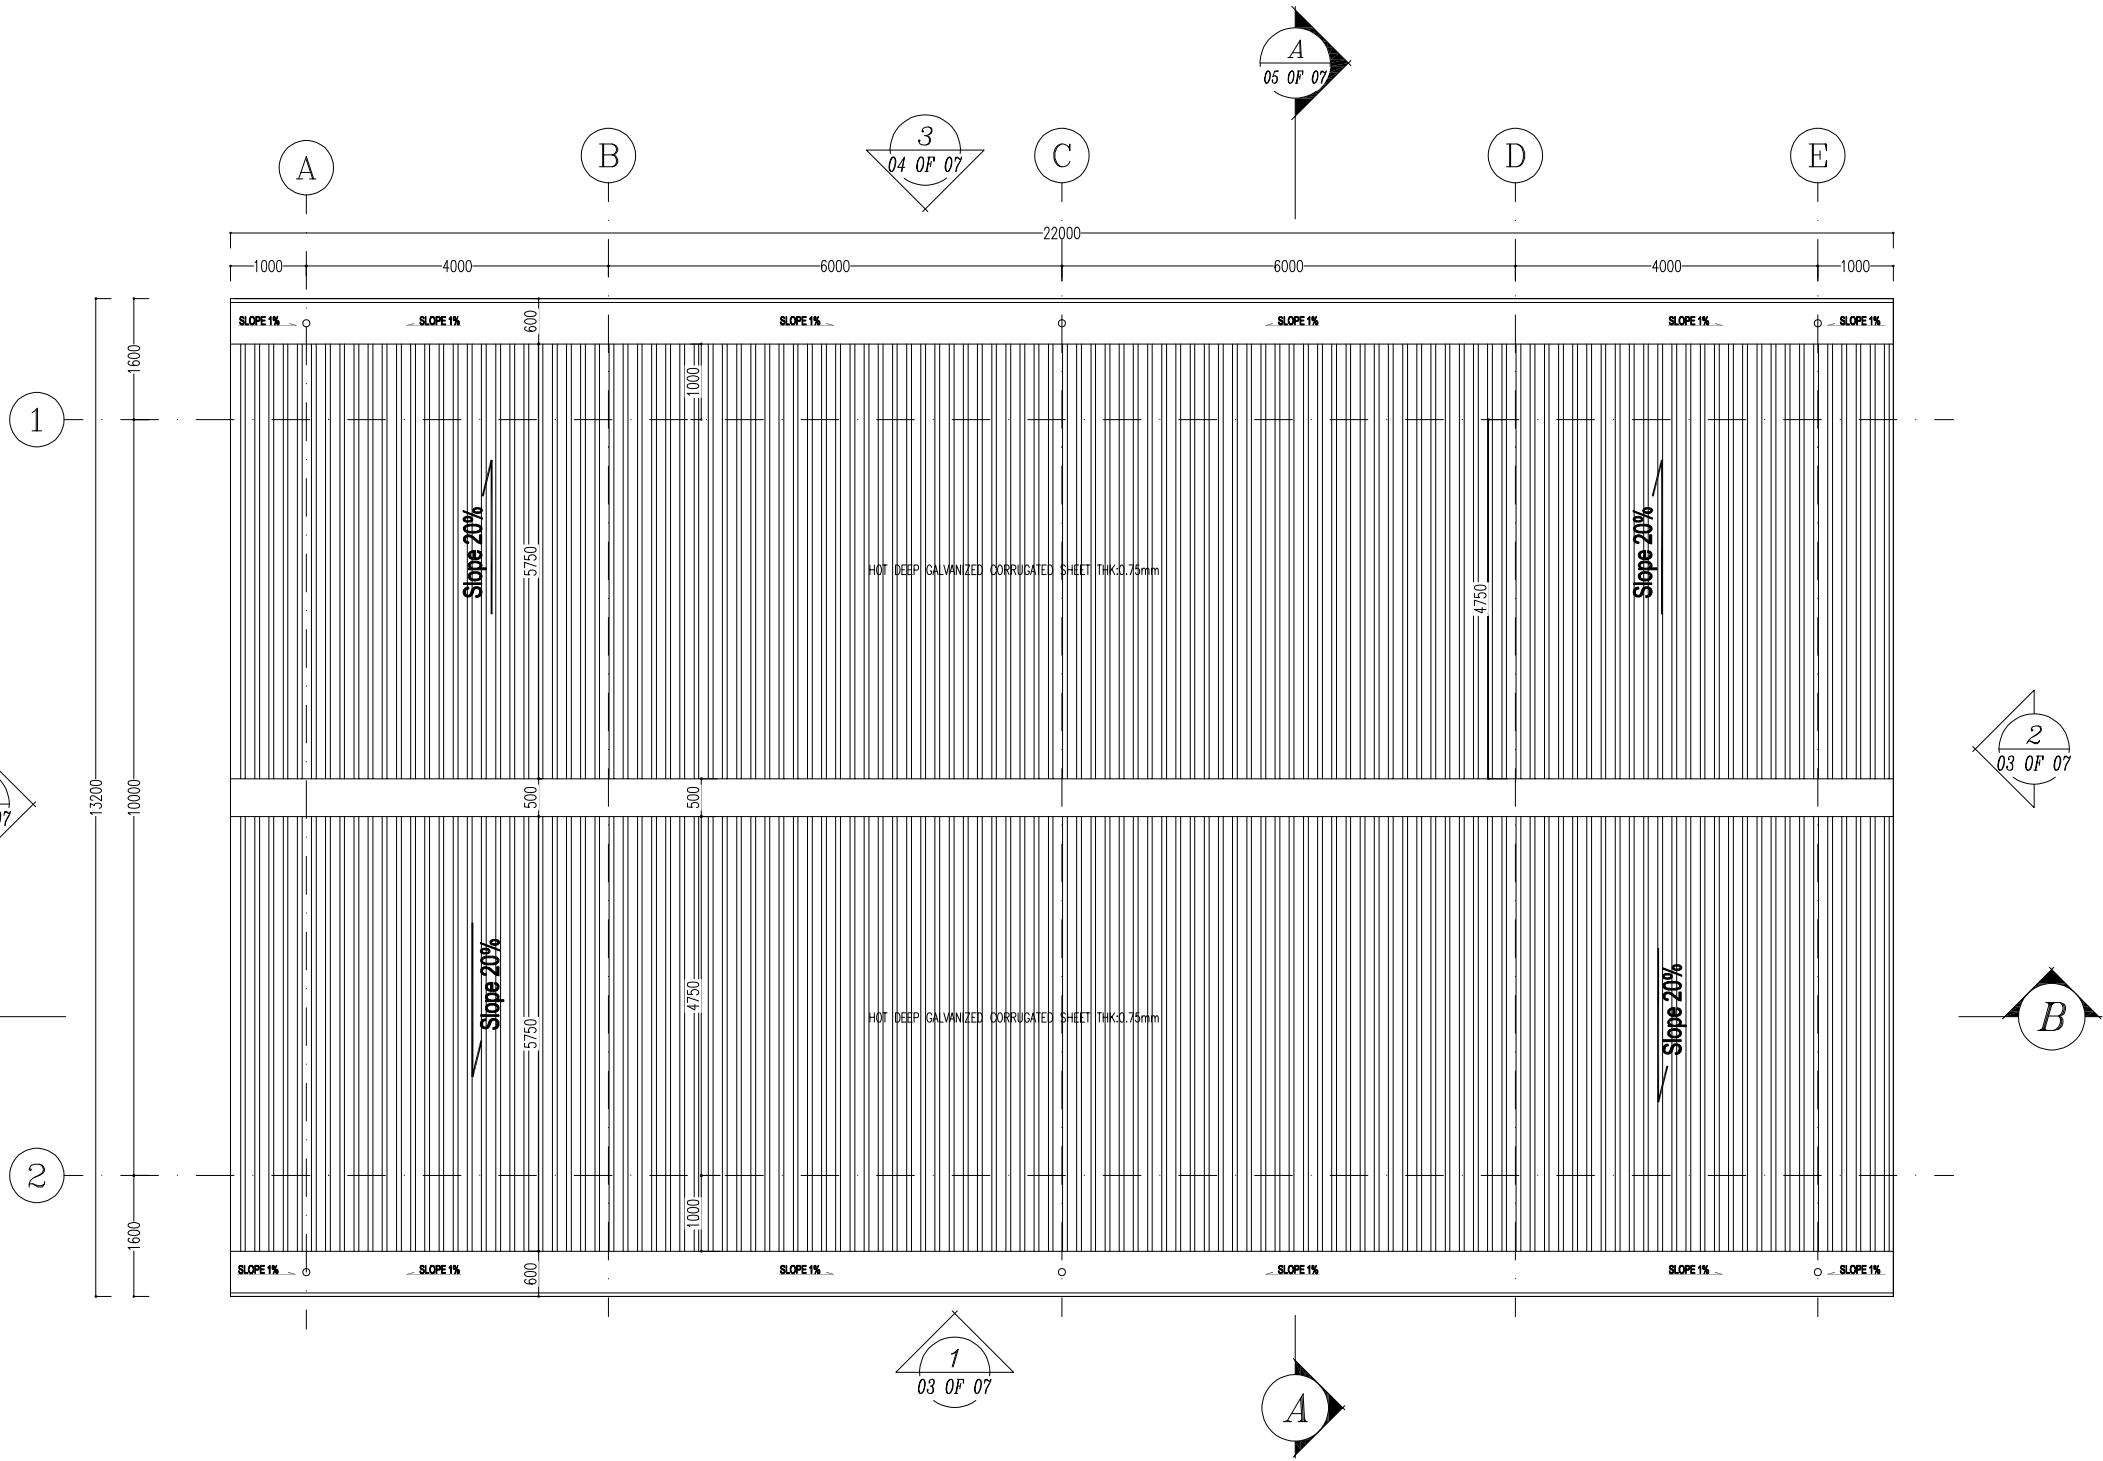 A
05 OF 07
3
04 OF 07
A
B
C
D
E
22000
1000
4000
6000
6000
4000
1000
SLOPE 1%
SLOPE 1%
600
SLOPE 1%
SLOPE 1%
SLOPE 1%
SLOPE 1%
1600
1000
1
Slope 20%
5750
HOT DEEP GALVANIZED CORRUGATED SHEET THK:0.75mm
4750
Slope 20%
2
03 OF 07
13200
10000
500
500
07
Slope 20%
5750
4750
HOT DEEP GALVANIZED CORRUGATED SHEET THK:0.75mm
Slope 20%
B
2
1600
1000
SLOPE 1%
SLOPE 1%
600
SLOPE 1%
SLOPE 1%
SLOPE 1%
SLOPE 1%
1
03 OF 07
A